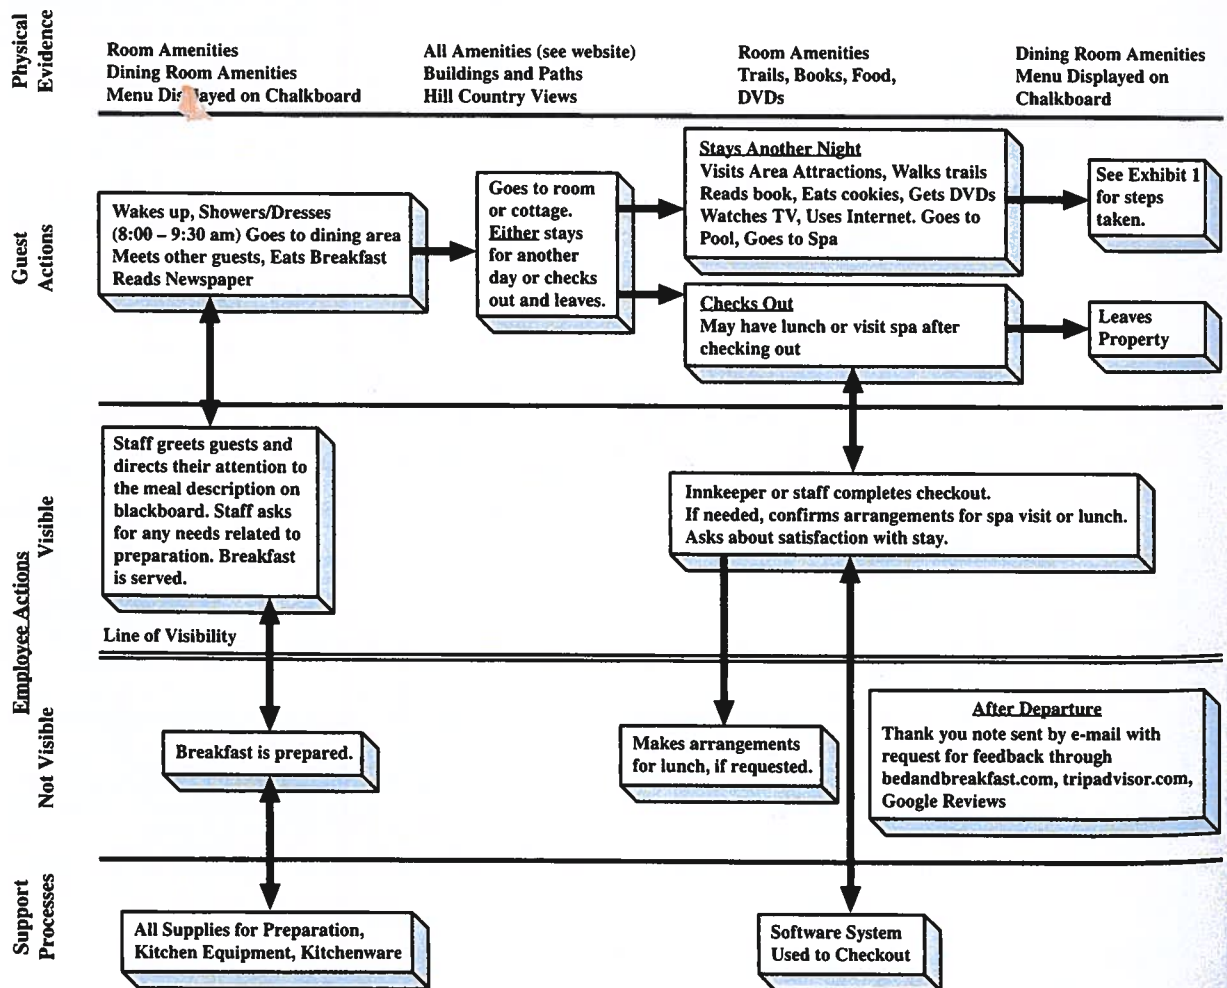 Physical
Evidence
Room Amenities
Dining Room Amenities
Menu Displayed on Chalkboard
All Amenities (see website)
Buildings and Paths
Hill Country Views
Room Amenities
Trails, Books, Food,
DVDs
Dining Room Amenities
Menu Displayed on
Chalkboard
Guest
Actions
Wakes up, Showers/Dresses
(8:00 – 9:30 am) Goes to dining area
Meets other guests, Eats Breakfast
Reads Newspaper
Goes to room
or cottage.
Either stays
for another
day or checks
out and leaves.
Stays Another Night
Visits Area Attractions, Walks trails
Reads book, Eats cookies, Gets DVDs
Watches TV, Uses Internet. Goes to
Pool, Goes to Spa
See Exhibit 1
for steps
taken.
Checks Out
May have lunch or visit spa after
checking out
Leaves
Property
Employee Actions
Visible
Staff greets guests and
directs their attention to
the meal description on
blackboard. Staff asks
for any needs related to
preparation. Breakfast
is served.
Innkeeper or staff completes checkout.
If needed, confirms arrangements for spa visit or lunch.
Asks about satisfaction with stay.
Line of Visibility
Not Visible
Breakfast is prepared.
Makes arrangements
for lunch, if requested.
After Departure
Thank you note sent by e-mail with
request for feedback through
bedandbreakfast.com, tripadvisor.com,
Google Reviews
Support
Processes
All Supplies for Preparation,
Kitchen Equipment, Kitchenware
Software System
Used to Checkout